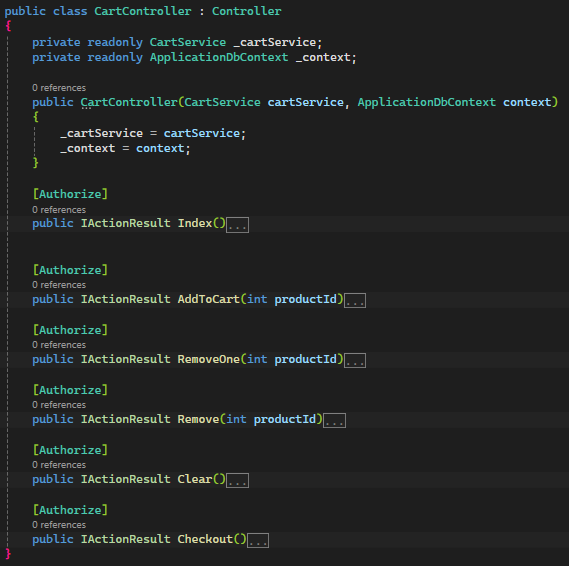 public class CartController : Controller
{
private readonly CartService _cartService;
private readonly ApplicationDbContext _context;
0 references
public CartController(CartService cartService, ApplicationDbContext context)
{
_cartService = cartService;
_context = context;
}
[Authorize]
0 references
public IActionResult Index()...
[Authorize]
0 references
public IActionResult AddToCart(int productId)...
[Authorize]
0 references
public IActionResult RemoveOne(int productId)...
[Authorize]
0 references
public IActionResult Remove(int productId)...
[Authorize]
0 references
public IActionResult Clear()...
[Authorize]
0 references
public IActionResult Checkout()...
}